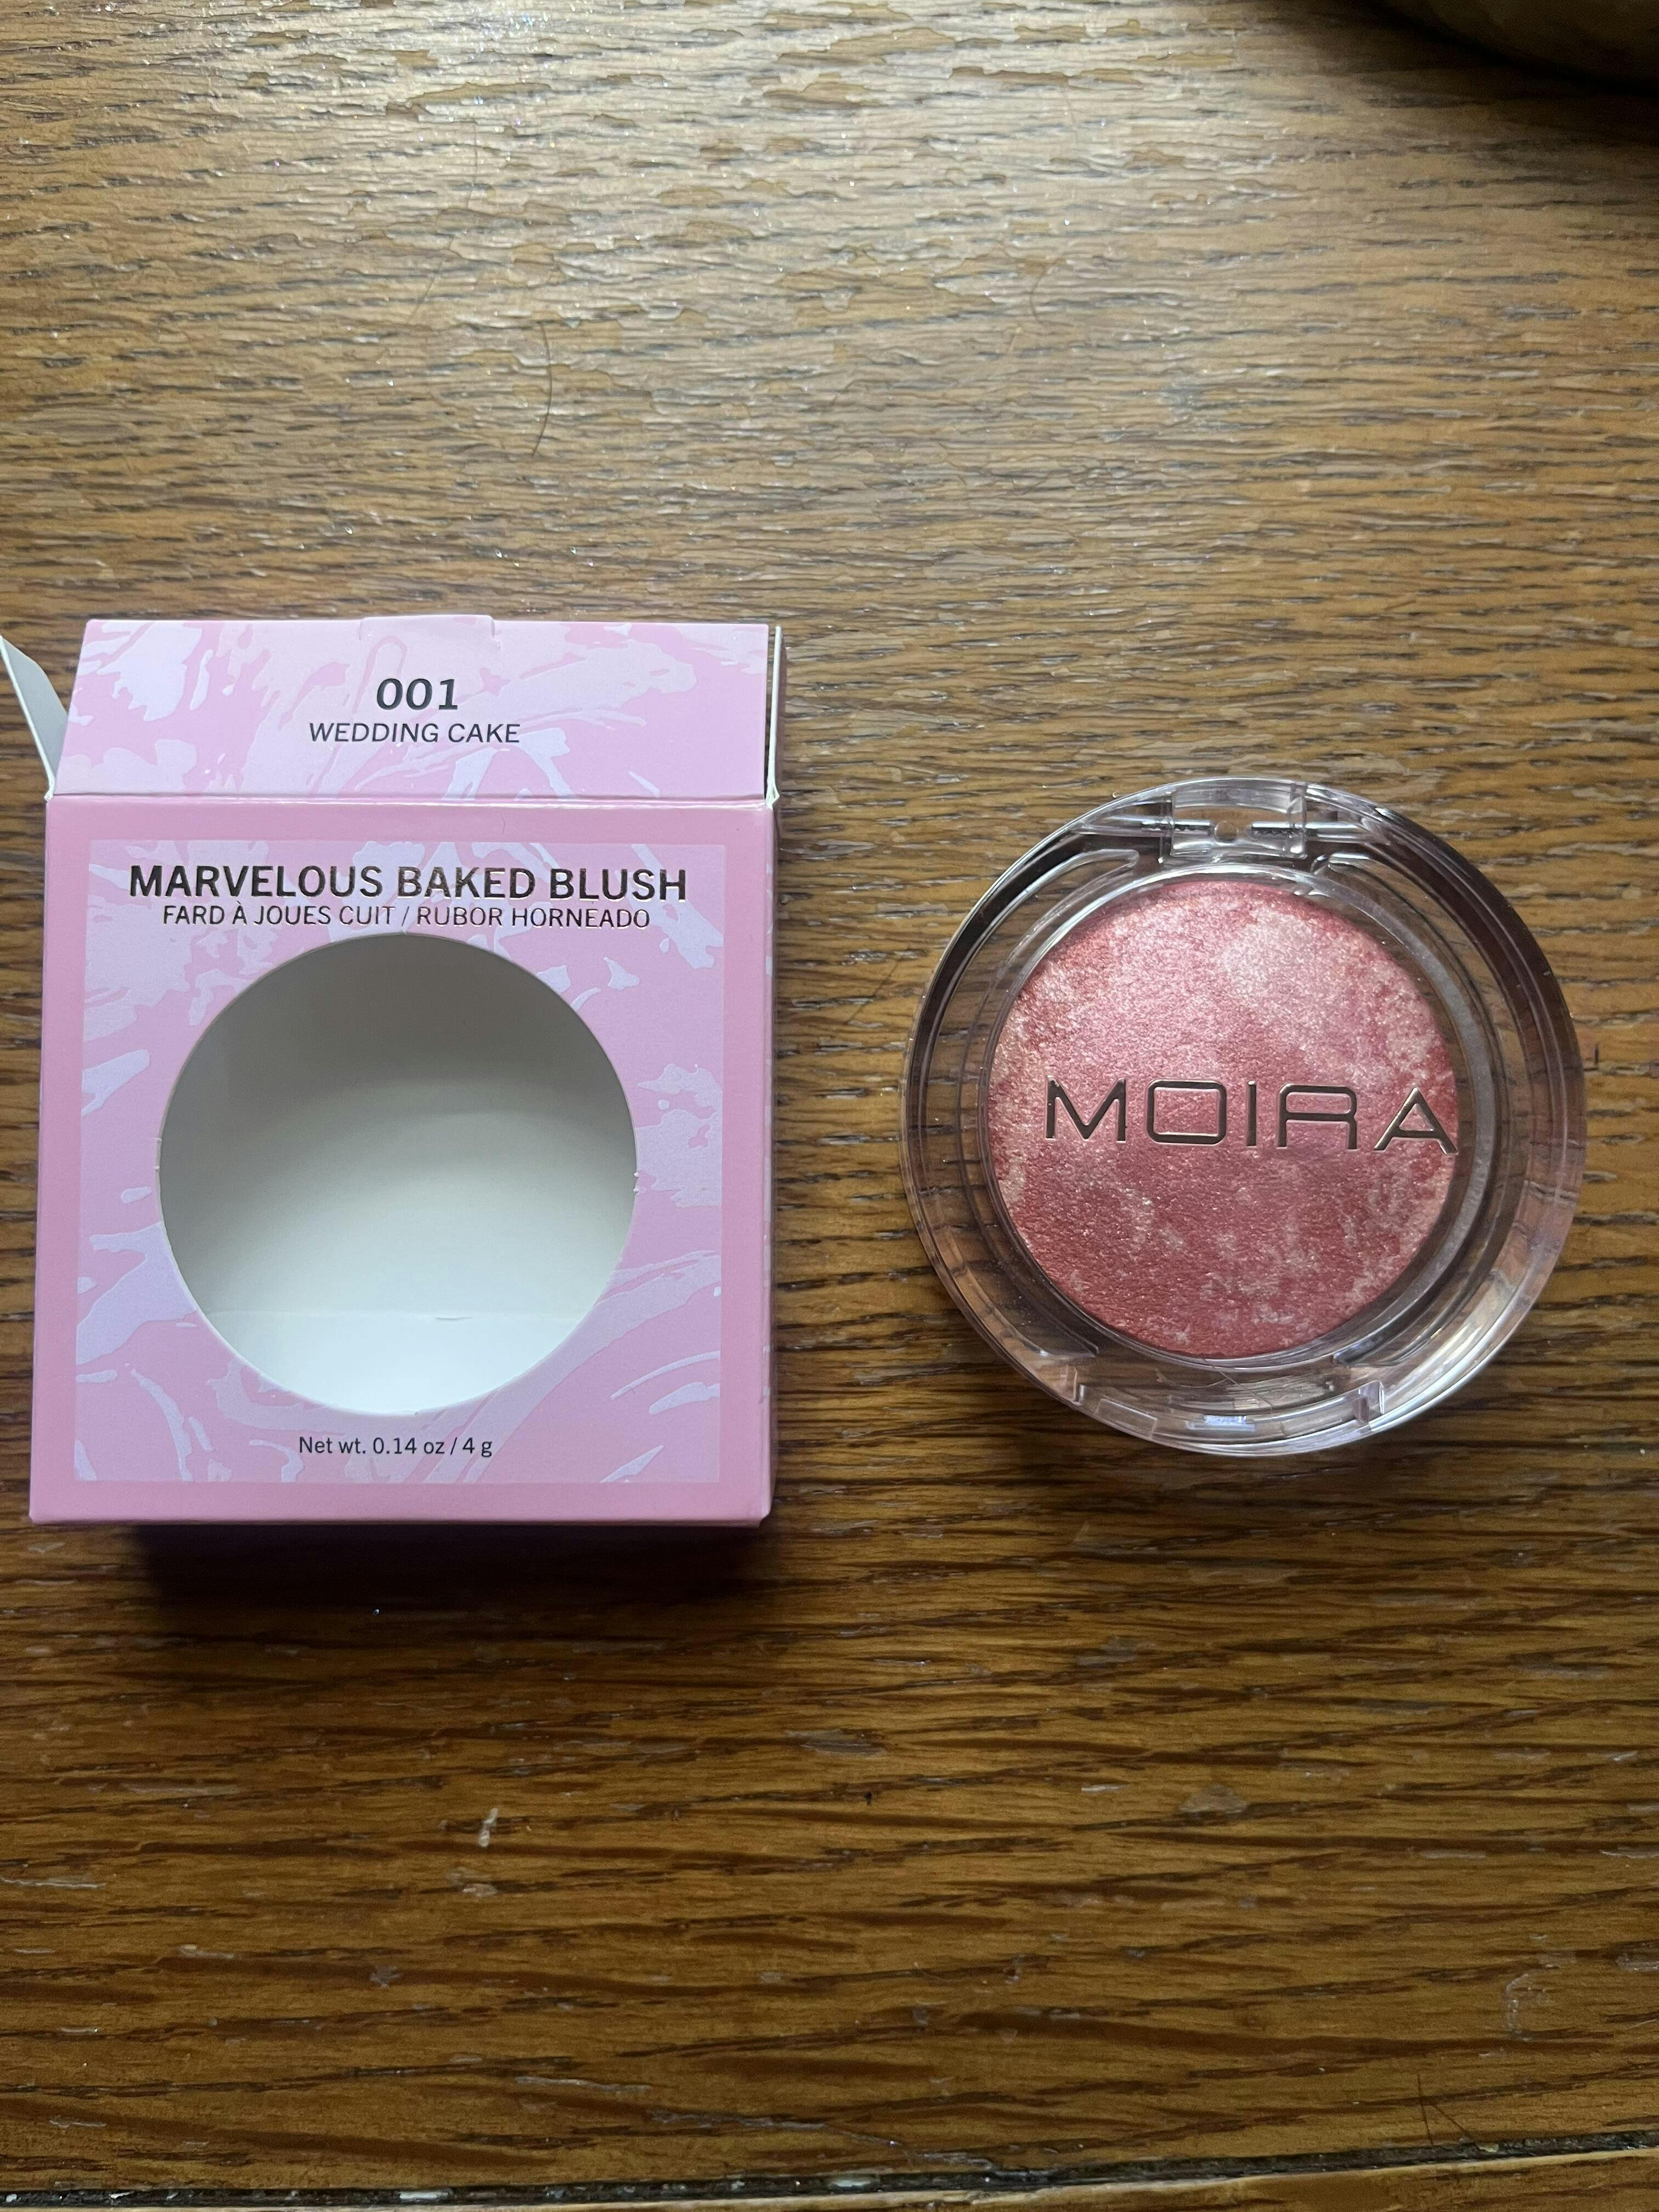 001
WEDDING CAKE
MARVELOUS BAKED BLUSH
FARD À JOUES CUIT / RUBOR HORNEADO
Net wt. 0.14 oz / 4 g
MOIRA